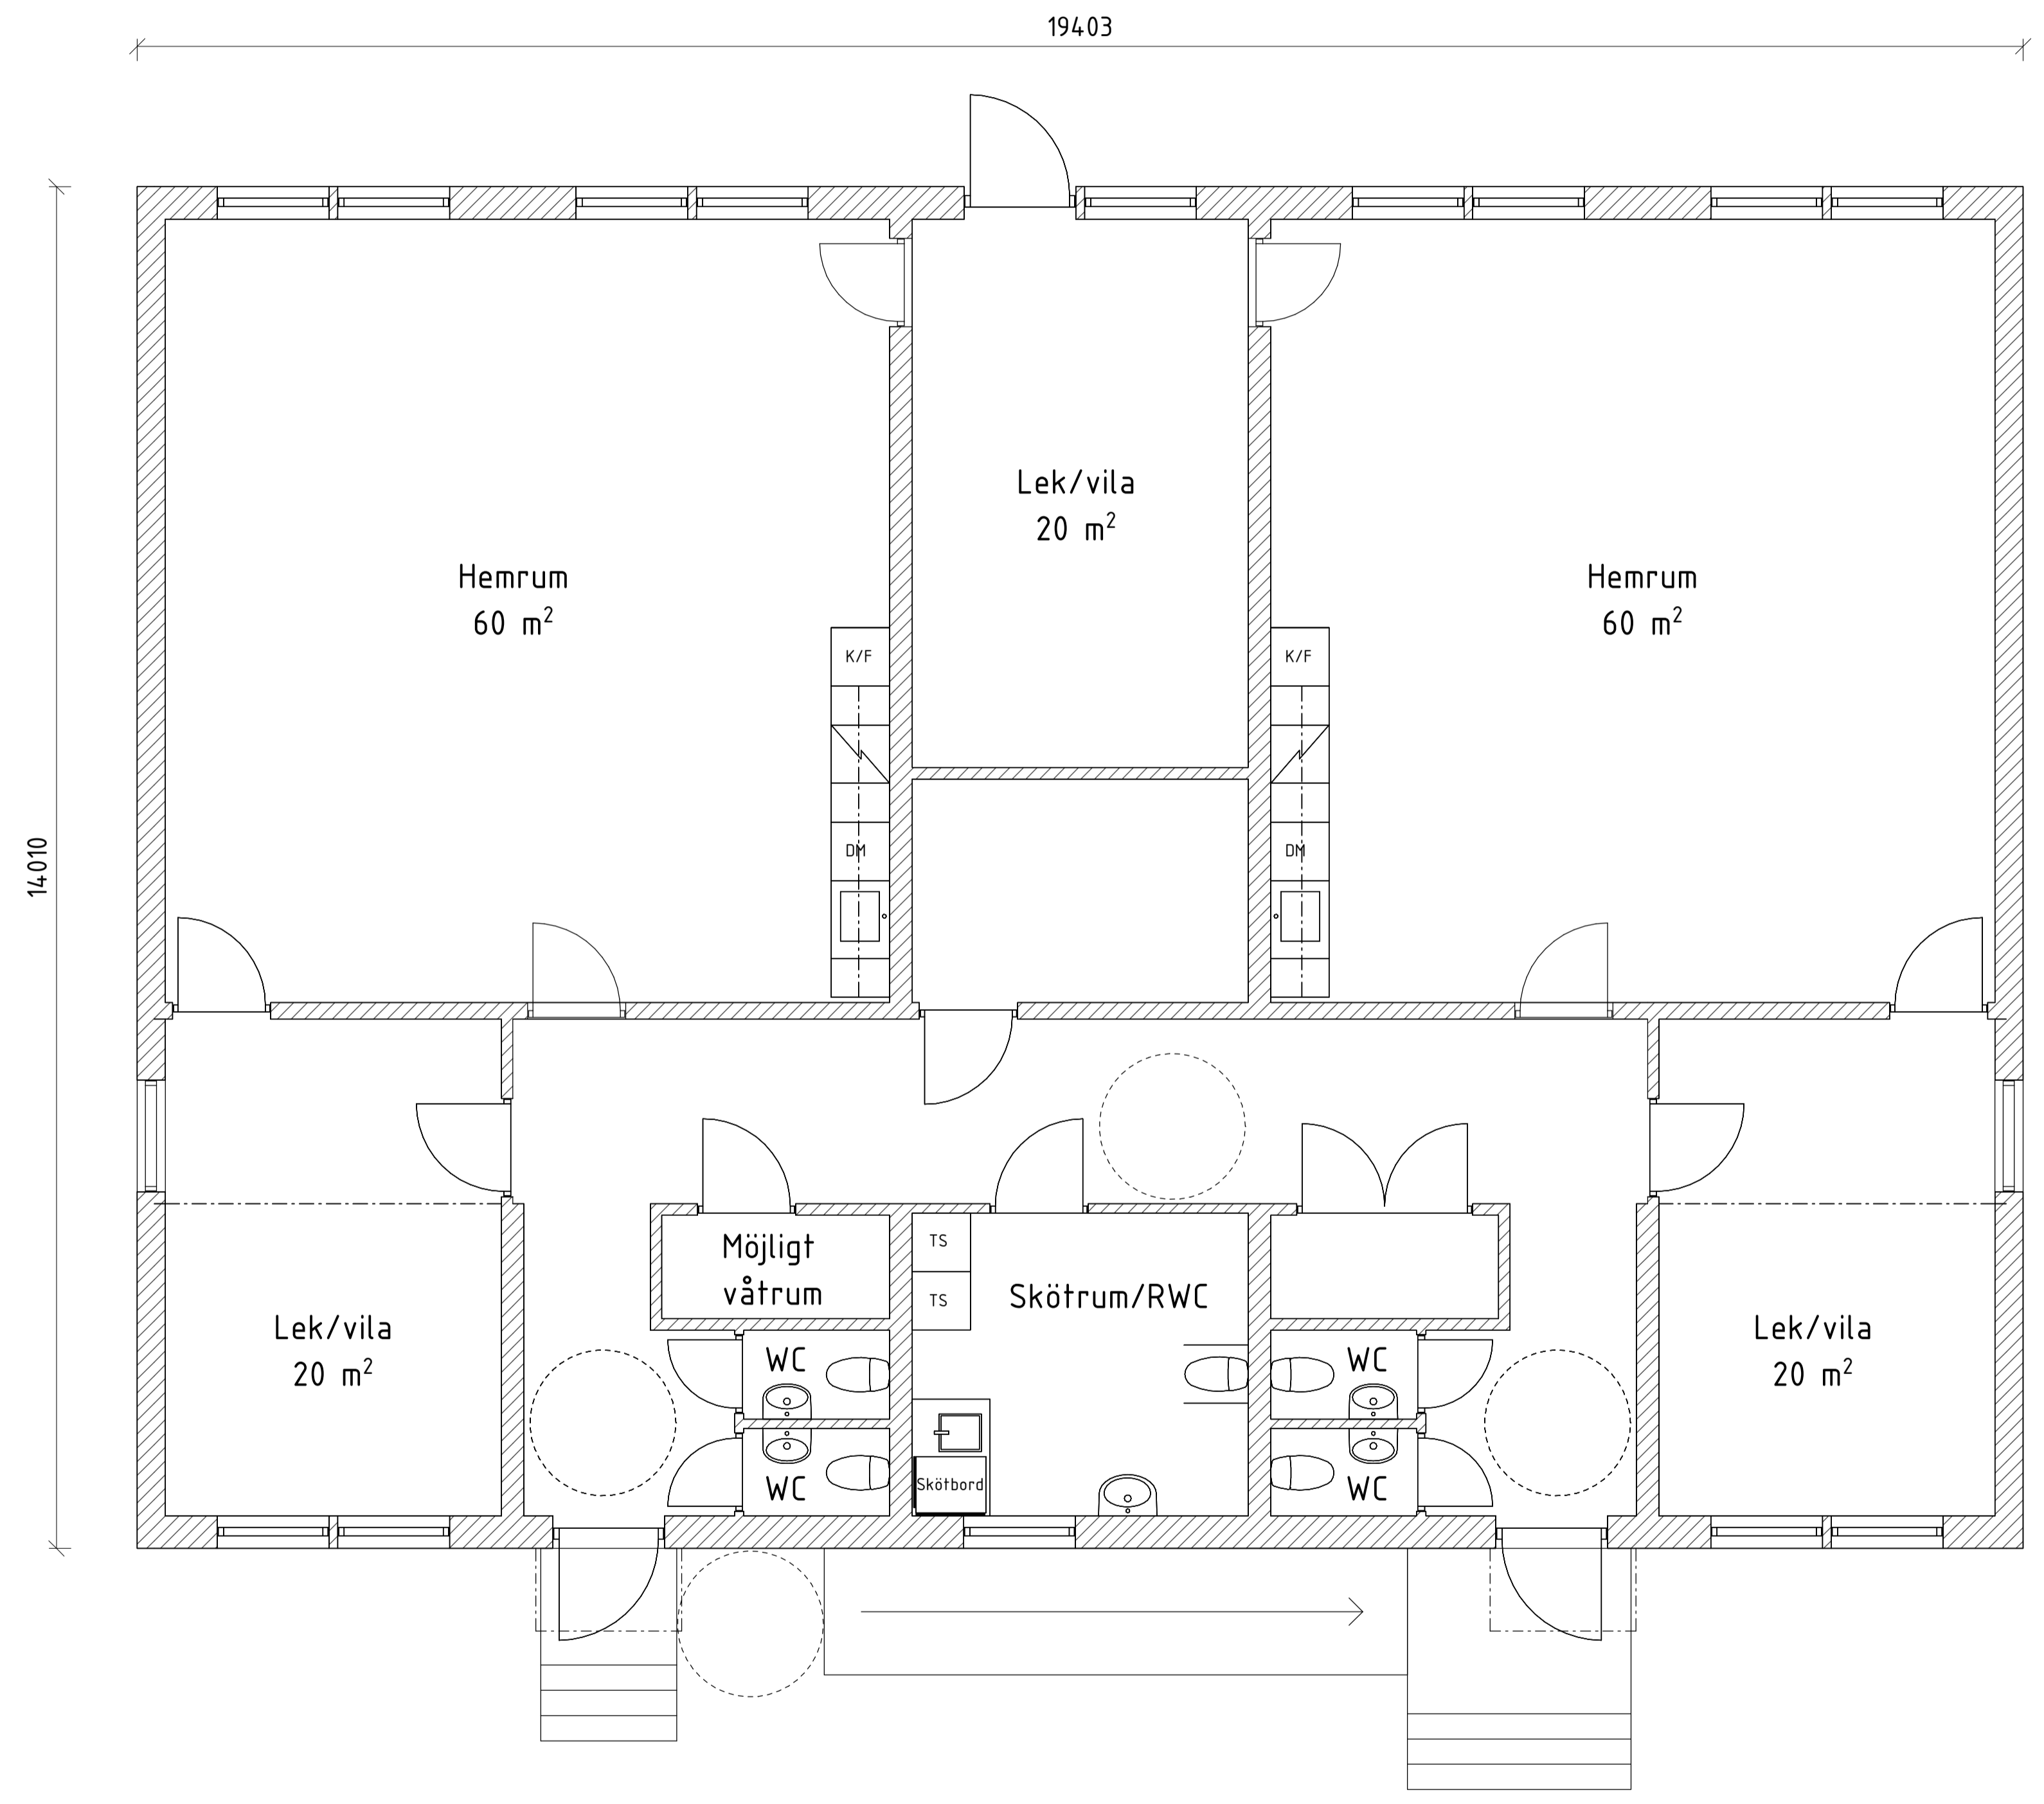 19403
14010
Lek/vila
20 m²
Hemrum
60 m²
Hemrum
60 m²
K/F
K/F
DM
DM
Möjligt
våtrum
TS
TS
Skötrum/RWC
Lek/vila
20 m²
WC
WC
Lek/vila
20 m²
WC
Skötbord
WC